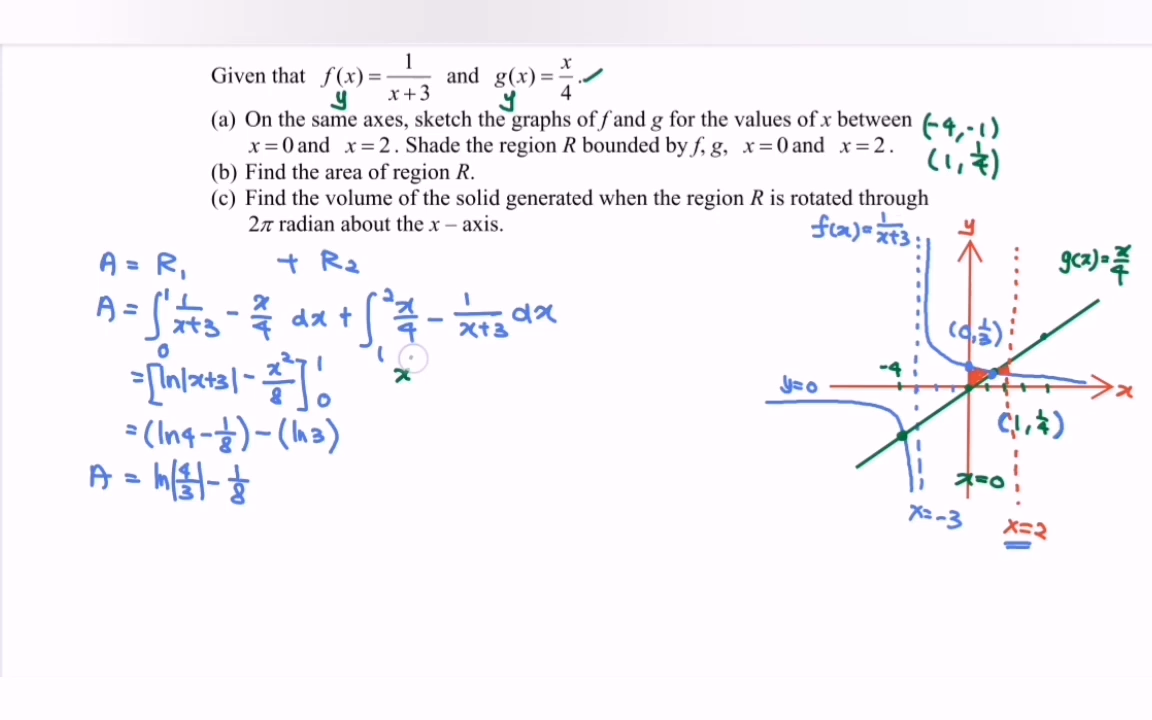 Given that f(x) = 1/(x+3) and g(x) = x/4. ✓
y y
(a) On the same axes, sketch the graphs of f and g for the values of x between
x = 0 and x = 2. Shade the region R bounded by f, g, x = 0 and x = 2.
(b) Find the area of region R.
(c) Find the volume of the solid generated when the region R is rotated through
2π radian about the x – axis.
(-4,-1)
(1, 1/4)
A = R₁ + R₂
A = ∫₀¹ 1/(x+3) - x/4 dx + ∫₁² x/4 - 1/(x+3) dx
x
= [ln|x+3| - x²/8]₀¹
= (ln4 - 1/8) - (ln3)
A = ln|4/3| - 1/8
f(x) = 1/(x+3)
y
g(x) = x/4
(0, 1/3)
-4
y=0
x
(1, 1/4)
x=0
x=-3
x=2